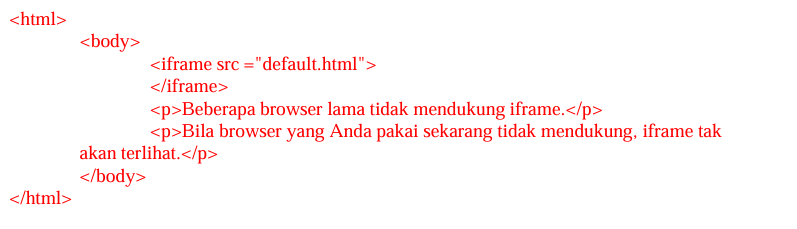 <html>
<body>
<iframe src ="default.html">
</iframe>
<p>Beberapa browser lama tidak mendukung iframe.</p>
<p>Bila browser yang Anda pakai sekarang tidak mendukung, iframe tak
akan terlihat.</p>
</body>
</html>